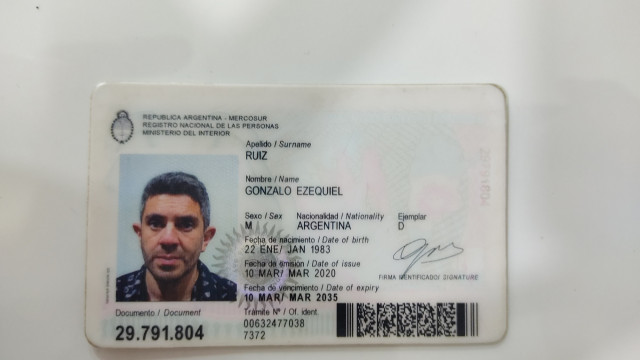 REPUBLICA ARGENTINA - MERCOSUR
REGISTRO NACIONAL DE LAS PERSONAS
MINISTERIO DEL INTERIOR
Apellido / Surname
RUIZ
Nombre / Name
GONZALO EZEQUIEL
Sexo / Sex Nacionalidad / Nationality Ejemplar
M ARGENTINA D
Fecha de nacimiento / Date of birth
22 ENE/ JAN 1983
Fecha de emisión / Date of issue
10 MAR/ MAR 2020
FIRMA IDENTIFICADO/ SIGNATURE
Fecha de vencimiento / Date of expiry
10 MAR/ MAR 2035
Documento / Document
29.791.804
Trámite N° / Of. ident.
00632477038
7372